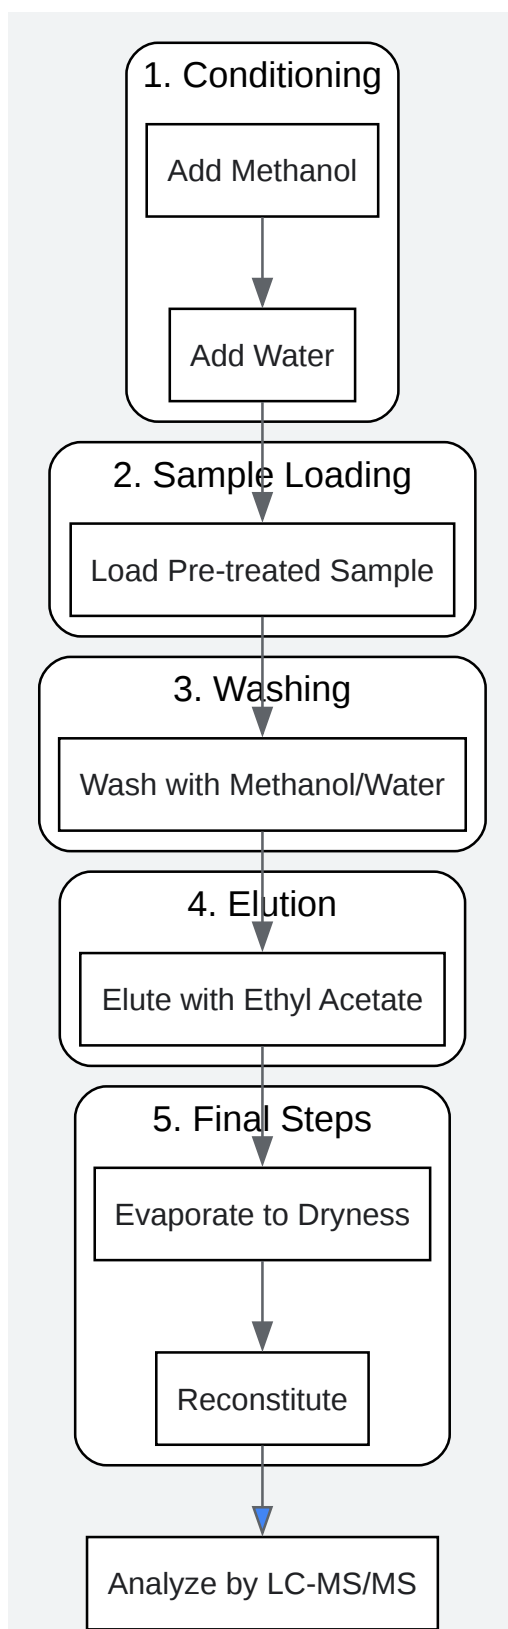 1. Conditioning
Add Methanol
Add Water
2. Sample Loading
Load Pre-treated Sample
3. Washing
Wash with Methanol/Water
4. Elution
Elute with Ethyl Acetate
5. Final Steps
Evaporate to Dryness
Reconstitute
Analyze by LC-MS/MS